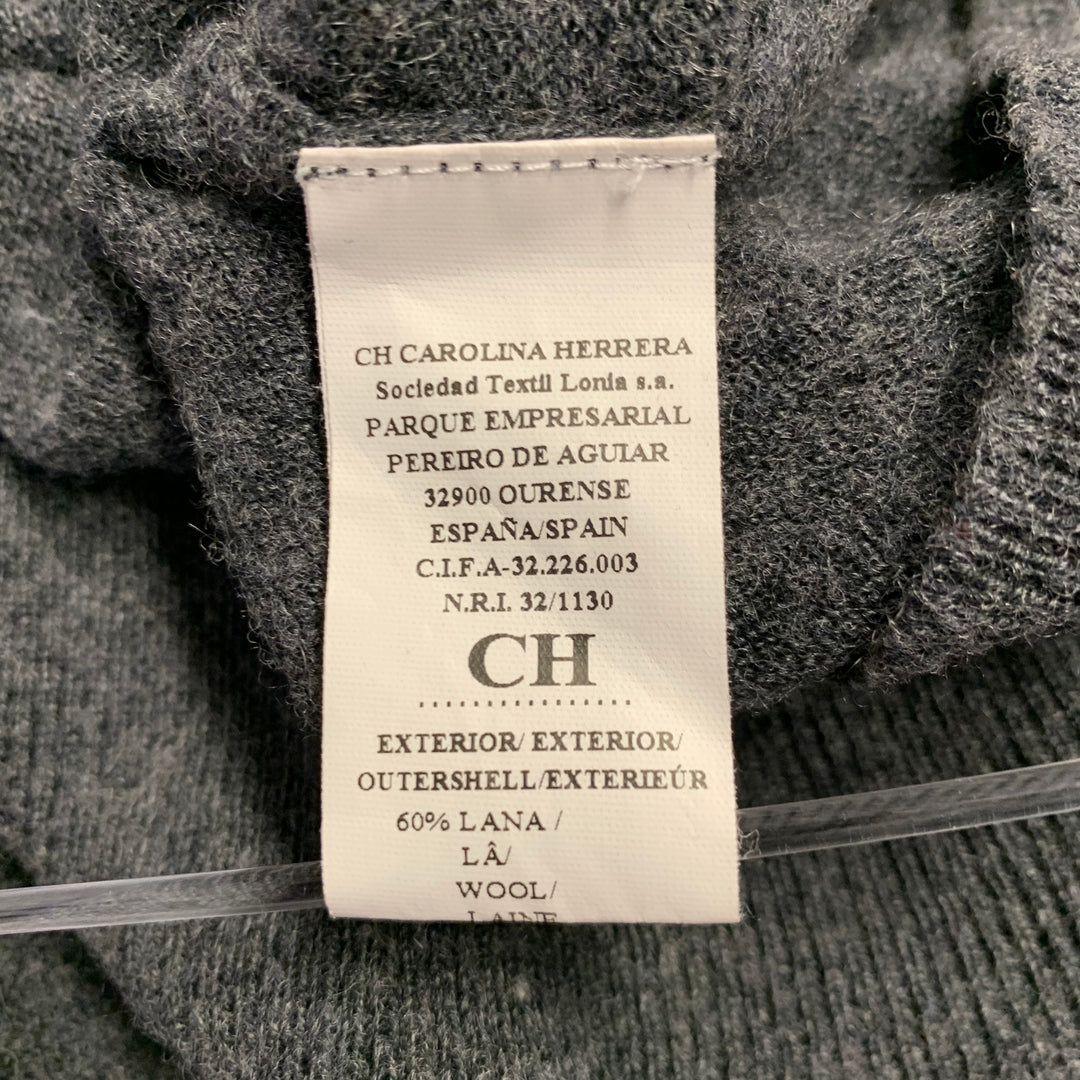 CH CAROLINA HERRERA
Sociedad Textil Lonia s.a.
PARQUE EMPRESARIAL
PEREIRO DE AGUIAR
32900 OURENSE
ESPAÑA/SPAIN
C.I.F.A-32.226.003
N.R.I. 32/1130
CH
EXTERIOR/ EXTERIOR/
OUTERSHELL/EXTERIEÚR
60% LANA /
LÂ/
WOOL/
LAINE